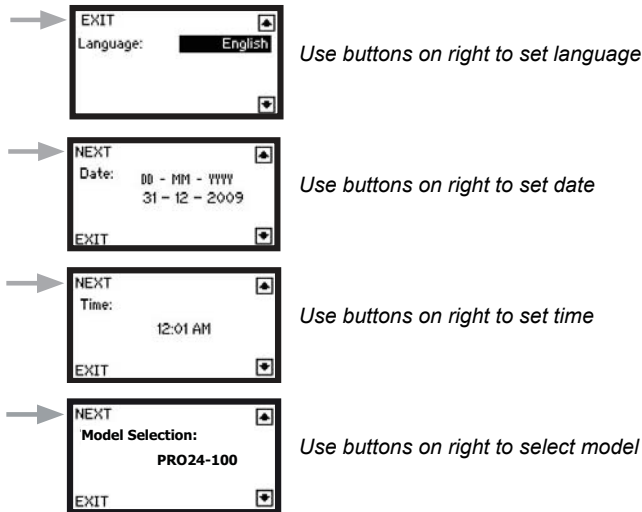 EXIT
Language: English
Use buttons on right to set language
NEXT
Date: DD - MM - YYYY
31 - 12 - 2009
EXIT
Use buttons on right to set date
NEXT
Time:
12:01 AM
EXIT
Use buttons on right to set time
NEXT
Model Selection:
PRO24-100
EXIT
Use buttons on right to select model